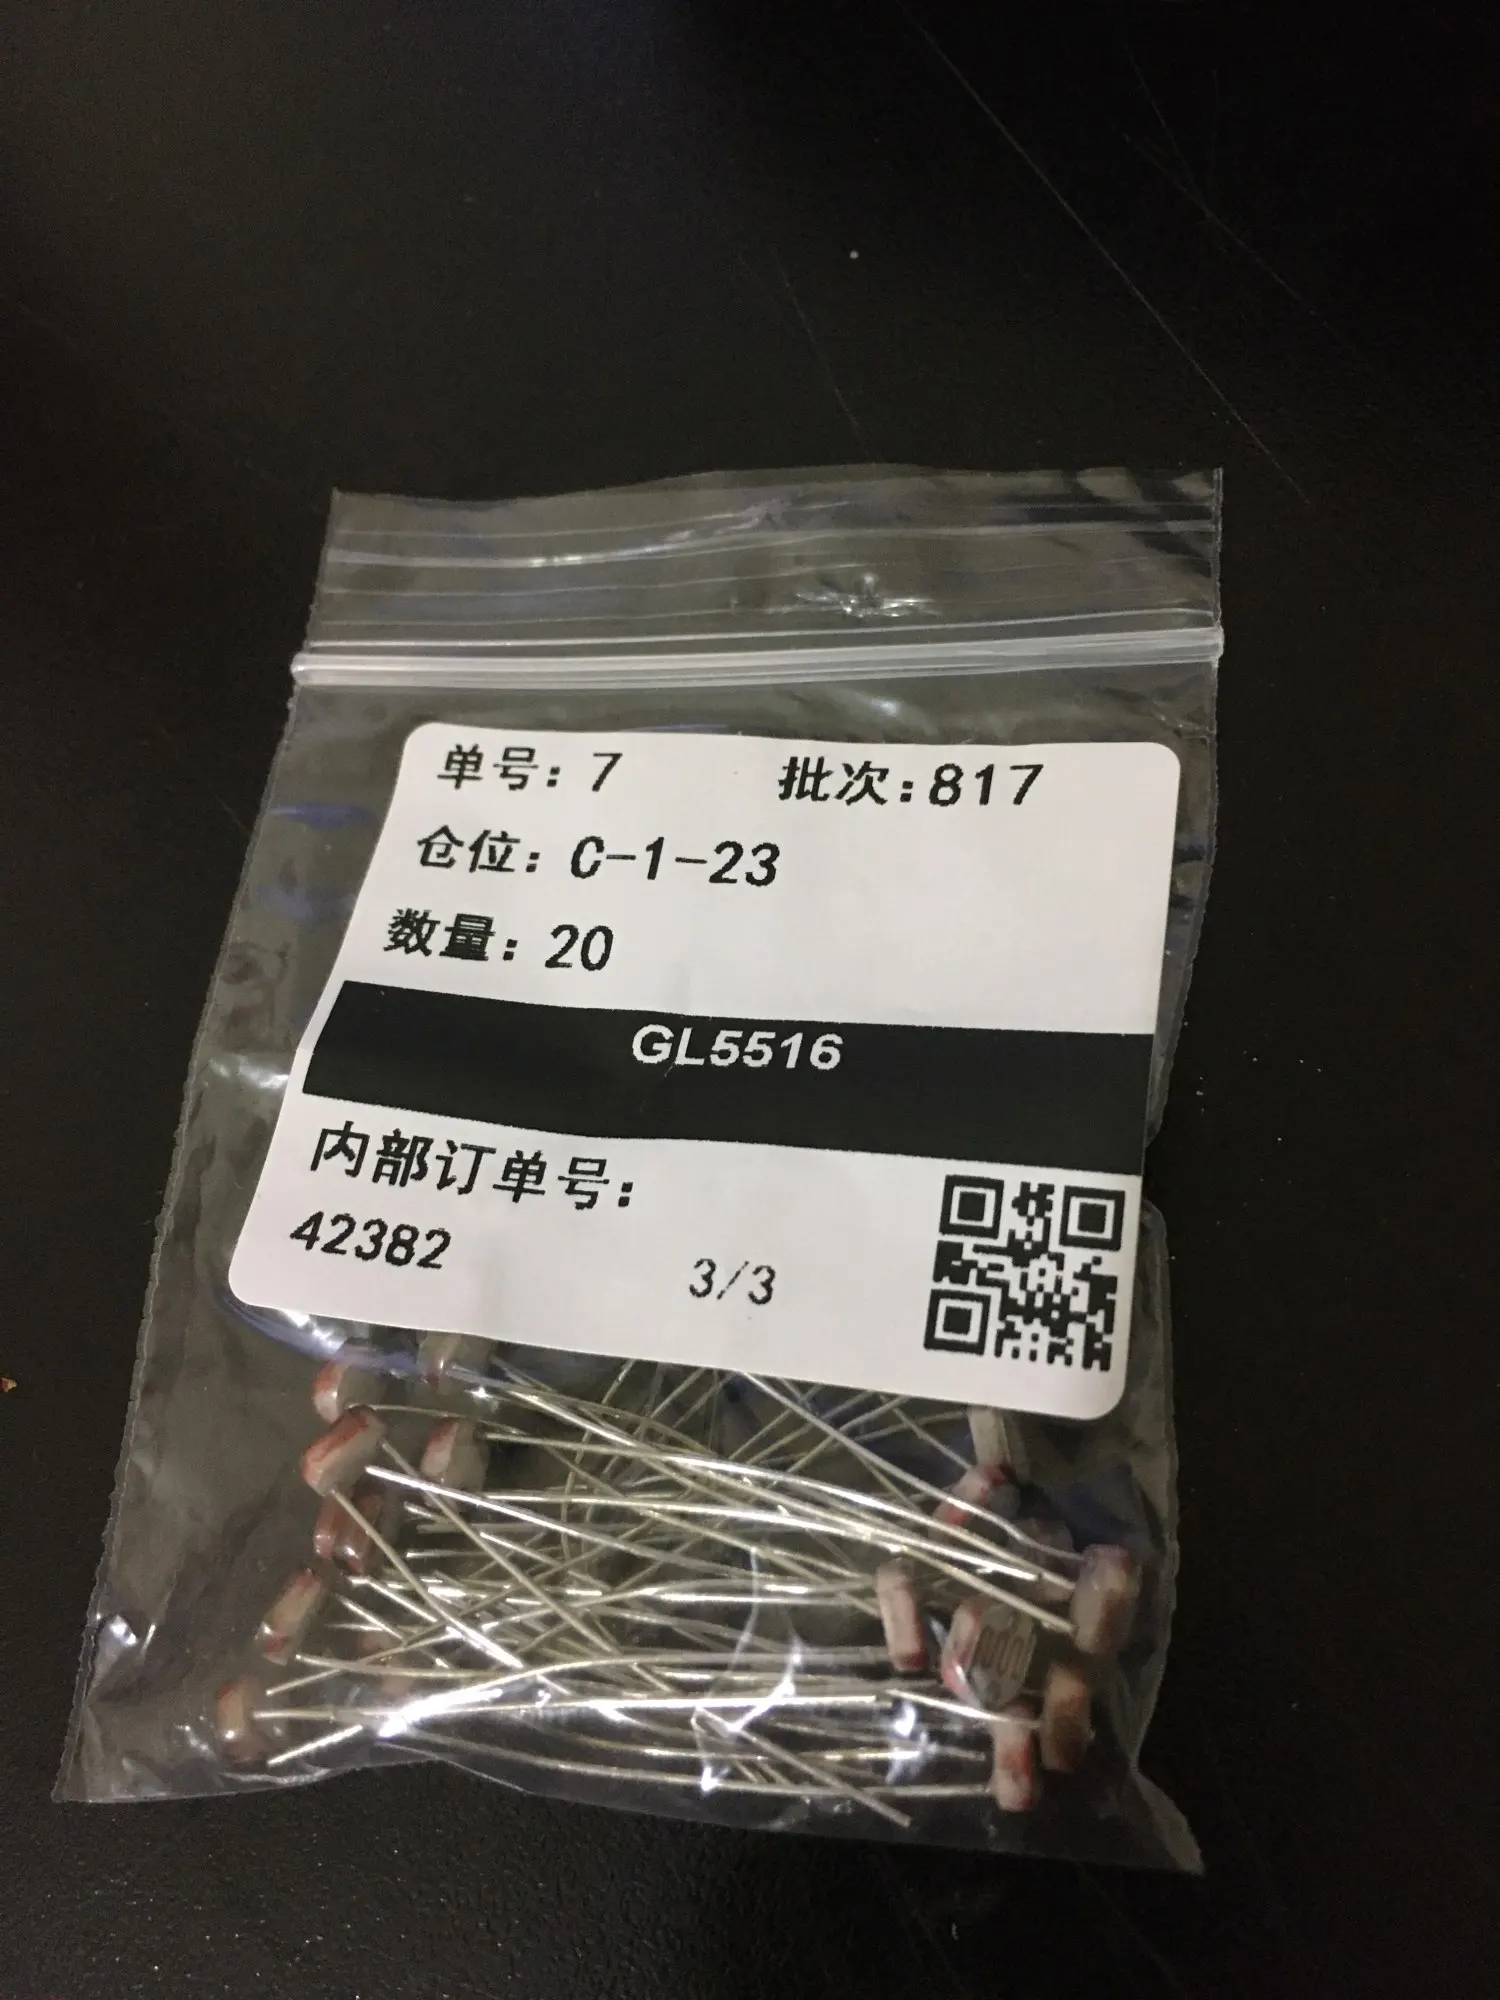 单号: 7 批次:817
仓位: C-1-23
数量: 20
GL5516
内部订单号:
42382 3/3